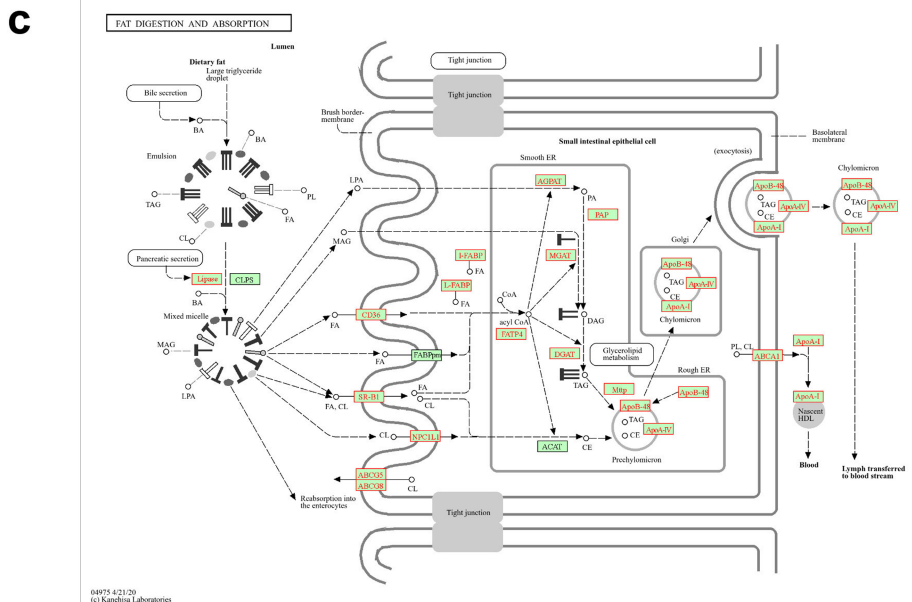 C
FAT DIGESTION AND ABSORPTION
Lumen
Dietary fat
Large triglyceride
droplet
Bile secretion
BA
BA
Emulsion
TAG
PL
FA
CL
Pancreatic secretion
Lipase
CLPS
BA
Mixed micelle
MAG
LPA
Tight junction
Tight junction
Brush border-
membrane
Small intestinal epithelial cell
Basolateral
membrane
Smooth ER
(exocytosis)
Chylomicron
LPA
AGPAT
PA
PAP
MAG
MGAT
I-FABP
FA
L-FABP
FA
CoA
acyl CoA
FATP4
DAG
DGAT
TAG
Glycerolipid
metabolism
Golgi
ApoB-48
TAG
ApoA-IV
CE
ApoA-I
Chylomicron
ApoB-48
TAG
ApoA-IV
CE
ApoA-I
ApoB-48
TAG
ApoA-IV
CE
ApoA-I
FA
CD36
FA
FABPpm
FA, CL
SR-B1
FA
CL
CL
NPC1L1
ABCG5
ABCG8
CL
Reabsorption into
the enterocytes
ACAT
CE
Rough ER
Mttp
ApoB-48
ApoB-48
TAG
ApoA-IV
CE
Prechylomicron
PL, CL
ABCA1
ApoA-I
ApoA-I
Nascent
HDL
Blood
Lymph transferred
to blood stream
Tight junction
04975 4/21/20
(c) Kanehisa Laboratories